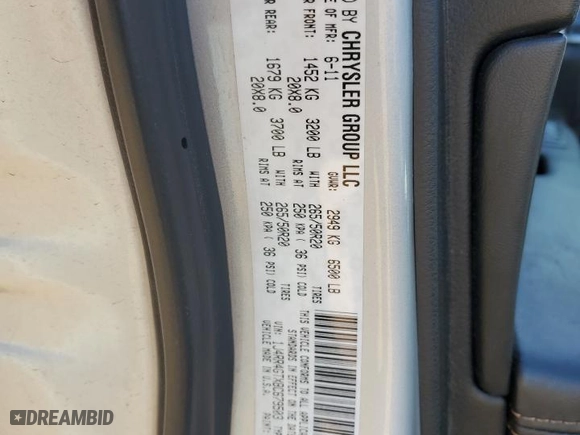 ) BY CHRYSLER GROUP LLC
E OF MFR: 6-11 GVWR: 2949 KG 6500 LB
R FRONT: 1452 KG 3200 LB WITH 265/50R20 TIRES
20X8.0 RIMS AT 250 KPA ( 36 PSI) COLD
R REAR: 1679 KG 3700 LB WITH 265/50R20 TIRES
20X8.0 RIMS AT 250 KPA ( 36 PSI) COLD
THIS VEHICLE CONFORMS TO ALL APPLICAB
STANDARDS IN EFFECT ON THE DATE
VEHICLE MADE IN U.S.A. PAINT
© DREAMBID